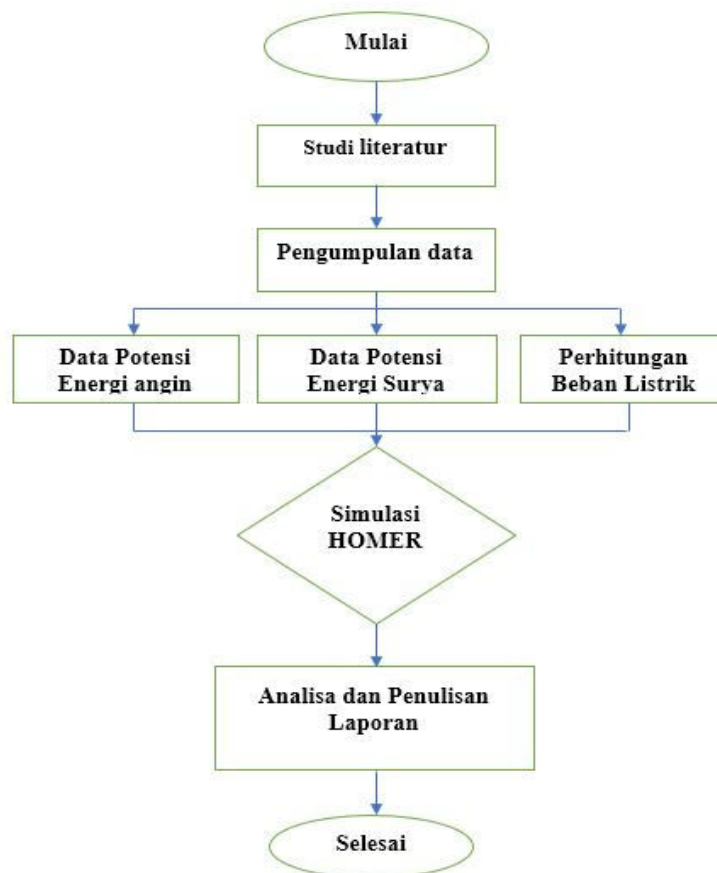 Mulai
Studi literatur
Pengumpulan data
Data Potensi
Energi angin
Data Potensi
Energi Surya
Perhitungan
Beban Listrik
Simulasi
HOMER
Analisa dan Penulisan
Laporan
Selesai